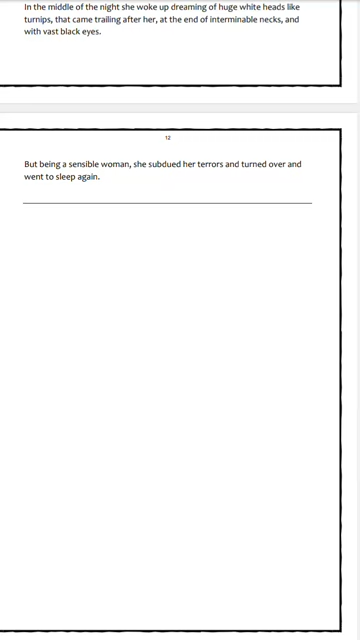 In the middle of the night she woke up dreaming of huge white heads like
turnips, that came trailing after her, at the end of interminable necks, and
with vast black eyes.
12
But being a sensible woman, she subdued her terrors and turned over and
went to sleep again.